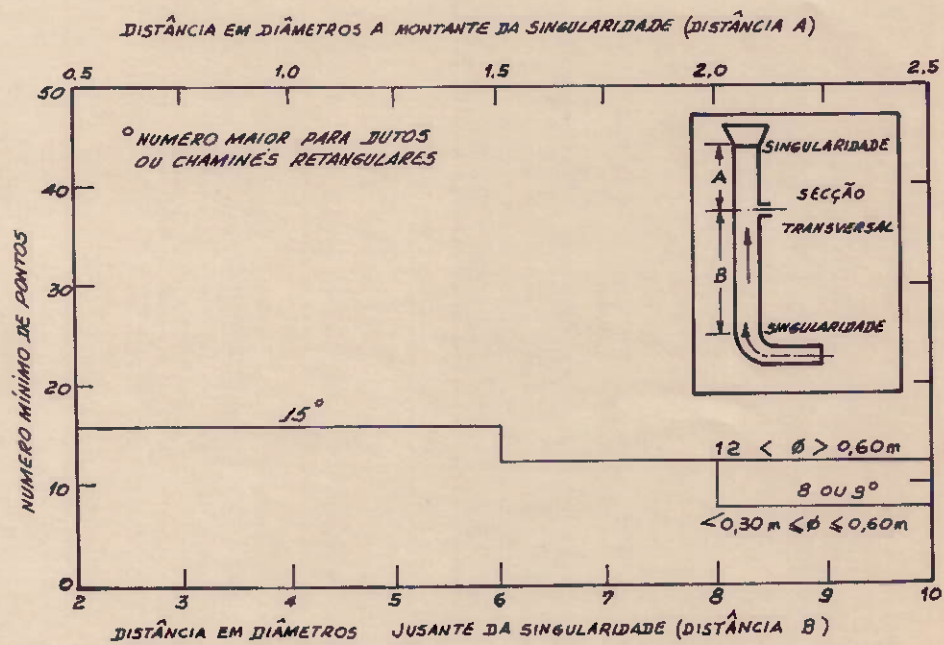 DISTÂNCIA EM DIÂMETROS A MONTANTE DA SINGULARIDADE (DISTÂNCIA A)
0,5 1,0 1,5 2,0 2,5
50
40
30
20
10
0
NUMERO MÍNIMO DE PONTOS
° NUMERO MAIOR PARA DUTOS
OU CHAMINÉS RETANGULARES
SINGULARIDADE
A
SECÇÃO
TRANSVERSAL
B
SINGULARIDADE
15°
12 < Ø > 0,60m
8 OU 9°
<0,30m ≤Ø ≤ 0,60m
2 3 4 5 6 7 8 9 10
DISTÂNCIA EM DIÂMETROS JUSANTE DA SINGULARIDADE (DISTÂNCIA B)